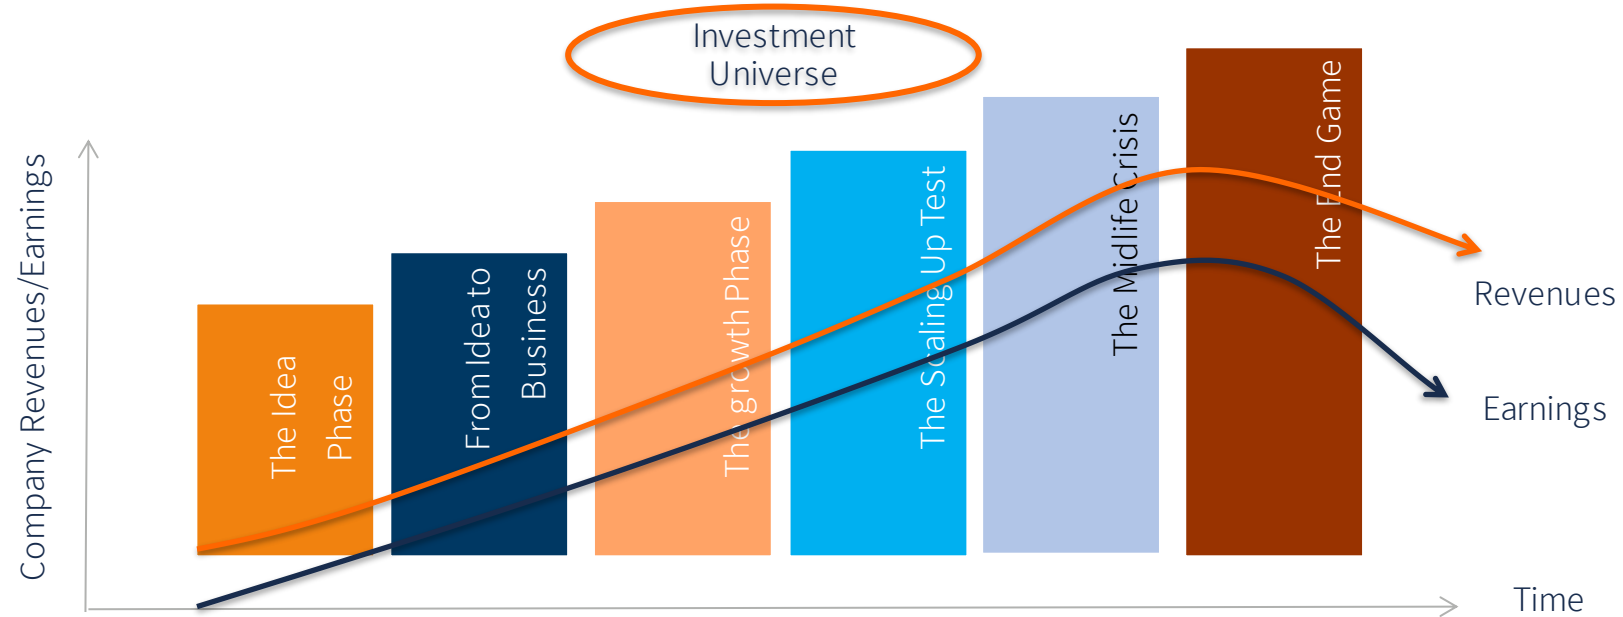 Investment
Universe
Company Revenues/Earnings
The Idea
Phase
From Idea to
Business
The growth Phase
The Scaling Up Test
The Midlife Crisis
The End Game
Revenues
Earnings
Time